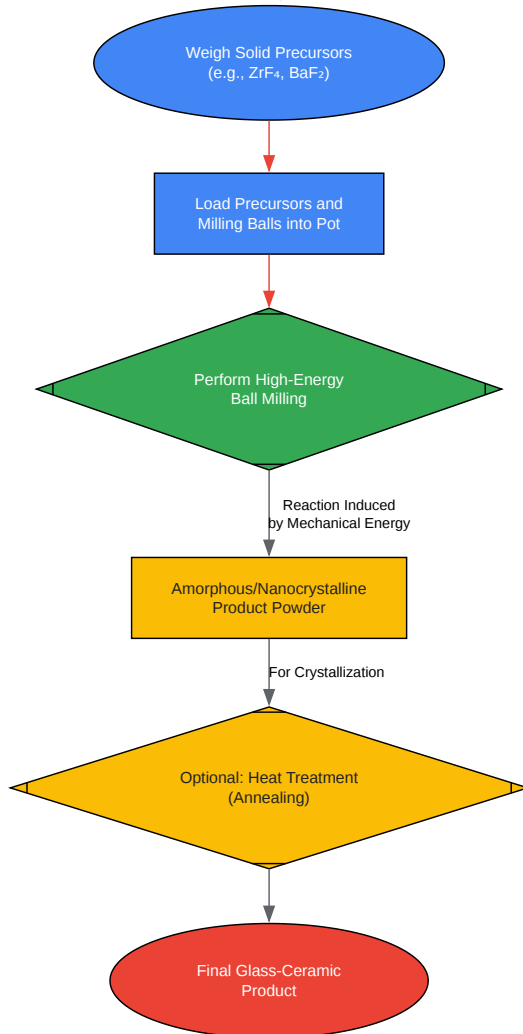 Weigh Solid Precursors
(e.g., ZrF₄, BaF₂)
Load Precursors and
Milling Balls into Pot
Perform High-Energy
Ball Milling
Reaction Induced
by Mechanical Energy
Amorphous/Nanocrystalline
Product Powder
For Crystallization
Optional: Heat Treatment
(Annealing)
Final Glass-Ceramic
Product